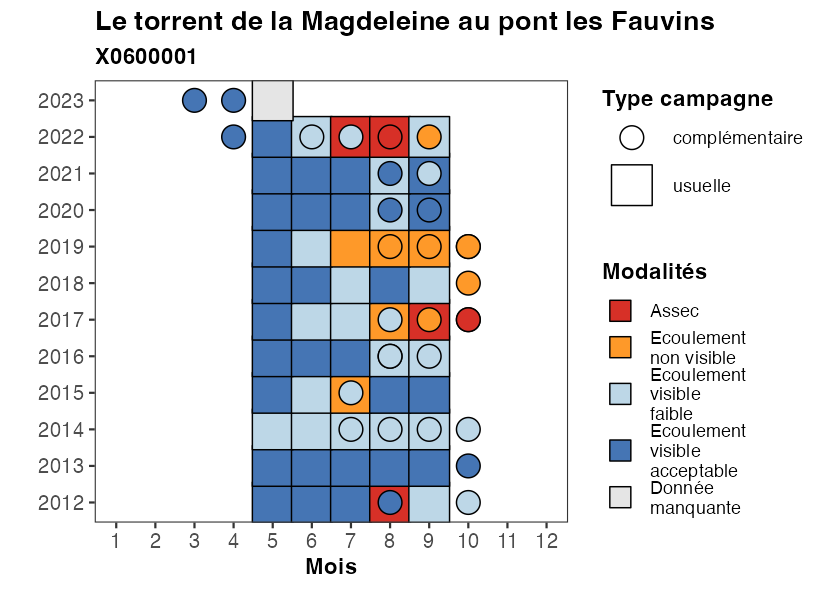 Le torrent de la Magdeleine au pont les Fauvins
X0600001
2023
2022
2021
2020
2019
2018
2017
2016
2015
2014
2013
2012
1 2 3 4 5 6 7 8 9 10 11 12
Mois
Type campagne
complémentaire
usuelle
Modalités
Assec
Ecoulement
non visible
Ecoulement
visible
faible
Ecoulement
visible
acceptable
Donnée
manquante